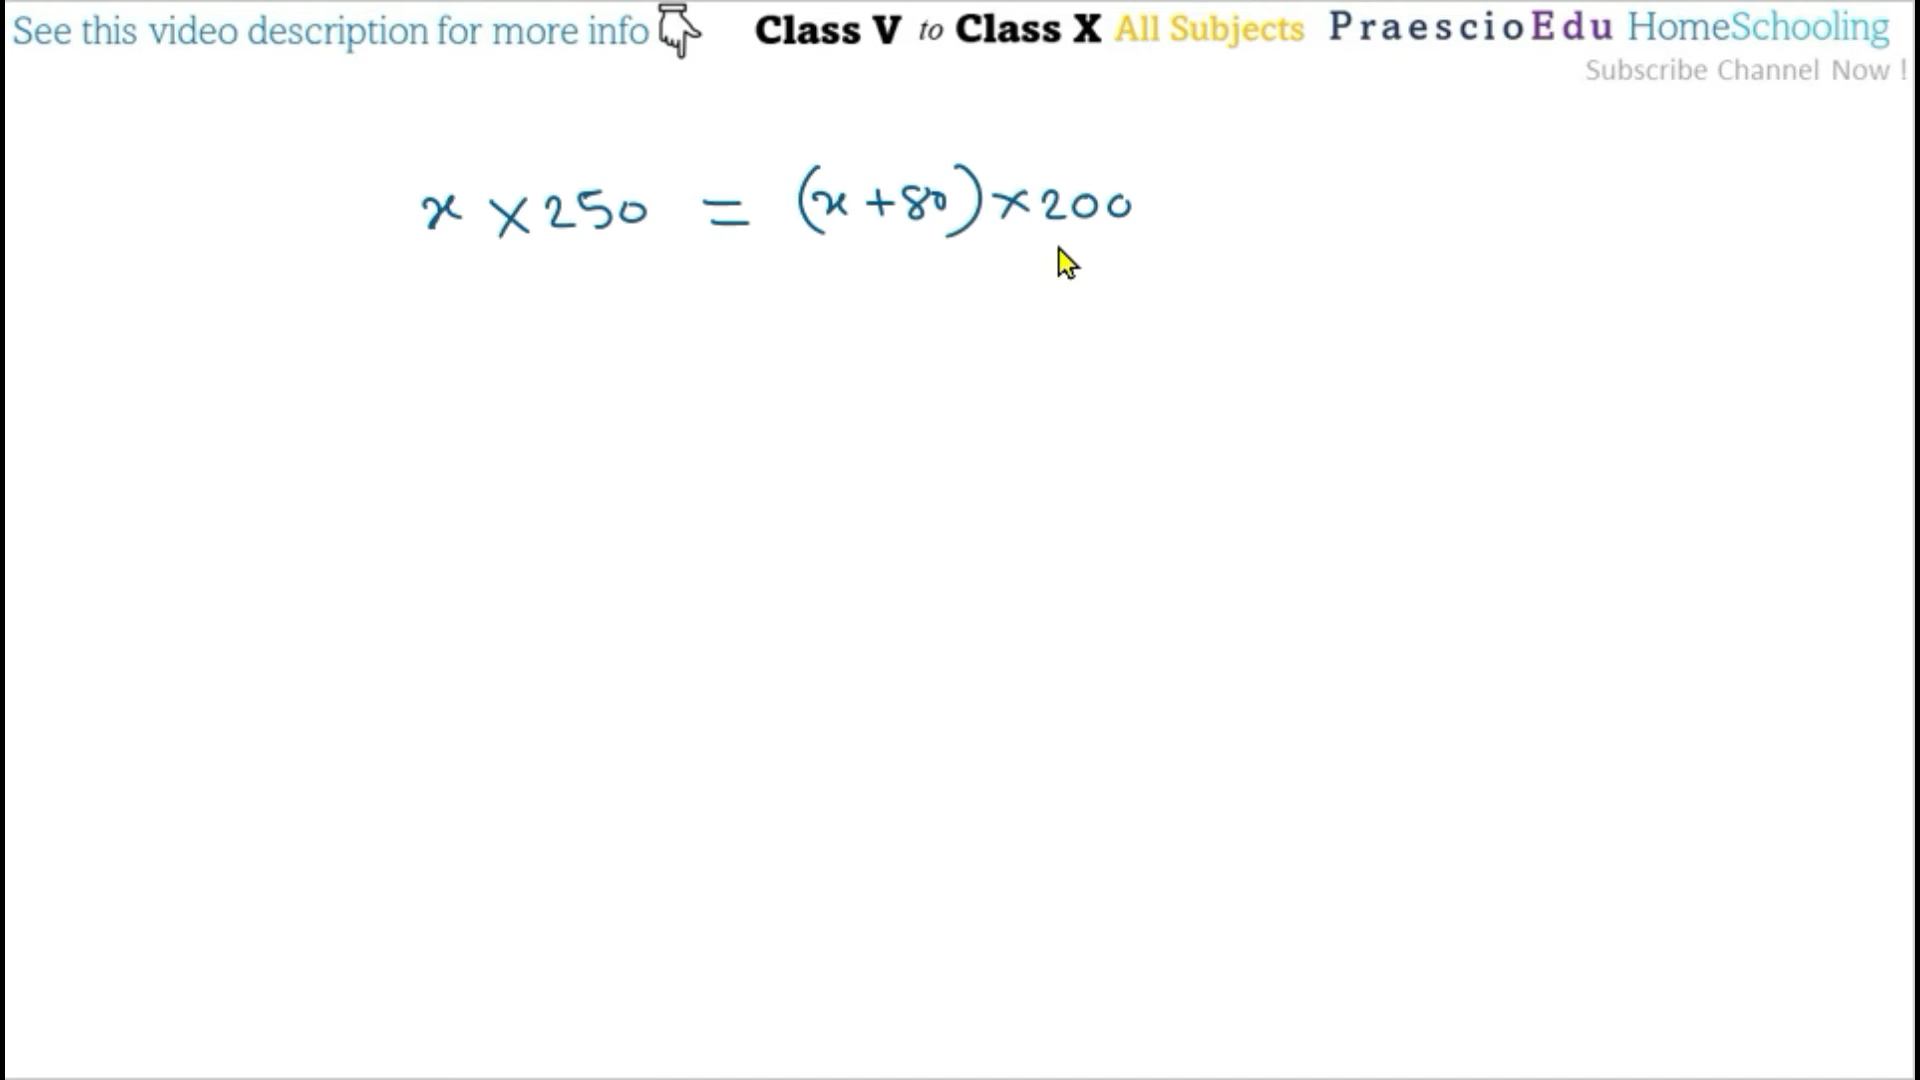 See this video description for more info Class V to Class X All Subjects PraescioEdu HomeSchooling
Subscribe Channel Now !
x × 250 = (x + 80) × 200